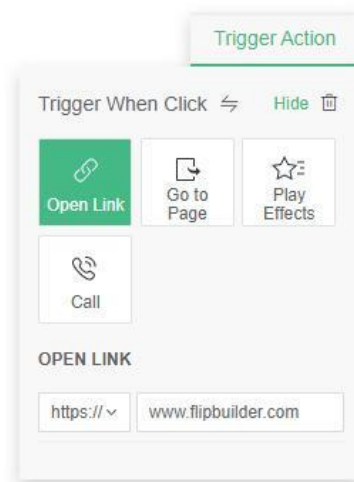 Trigger Action
Trigger When Click Hide
Open Link
Go to
Page
Play
Effects
Call
OPEN LINK
https:// www.flipbuilder.com